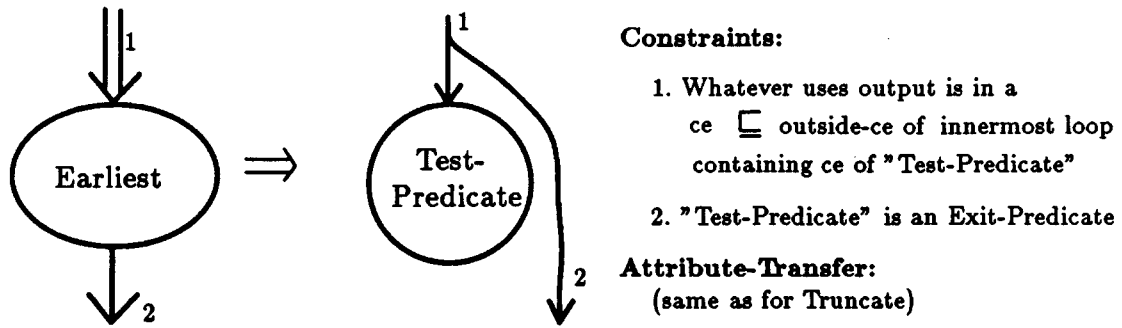 1
Earliest
2
1
Test-
Predicate
2
Constraints:
1. Whatever uses output is in a
ce ⊑ outside-ce of innermost loop
containing ce of "Test-Predicate"
2. "Test-Predicate" is an Exit-Predicate
Attribute-Transfer:
(same as for Truncate)